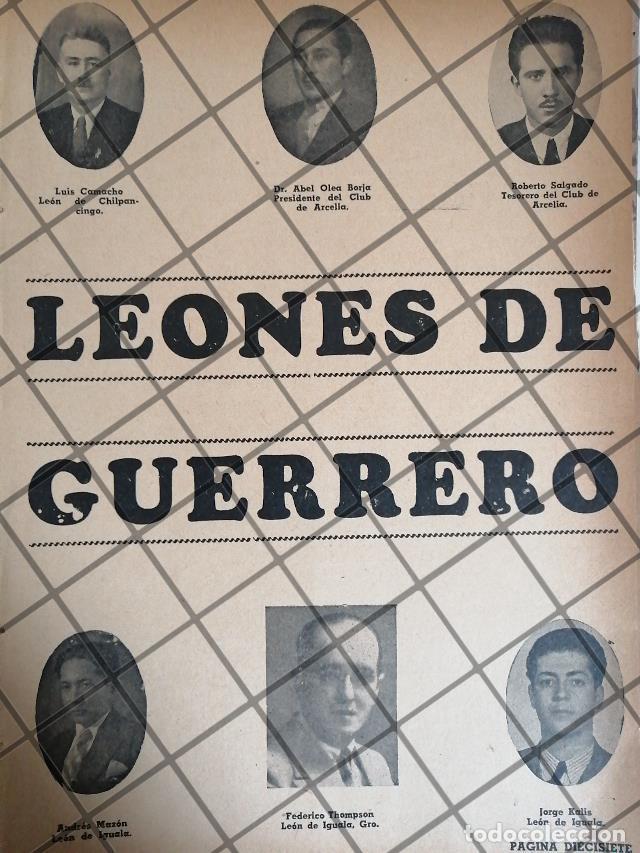 Luis Camacho
León de Chilpan-
cingo.
Dr. Abel Olea Borja
Presidente del Club
de Arcelia.
Roberto Salgado
Tesorero del Club de
Arcelia.
LEONES DE
GUERRERO
Andrés Mazón
León de Iguala.
Federico Thompson
León de Iguala, Gro.
Jorge Kalis
León de Iguala.
PAGINA DIECISIETE
todocoleccion